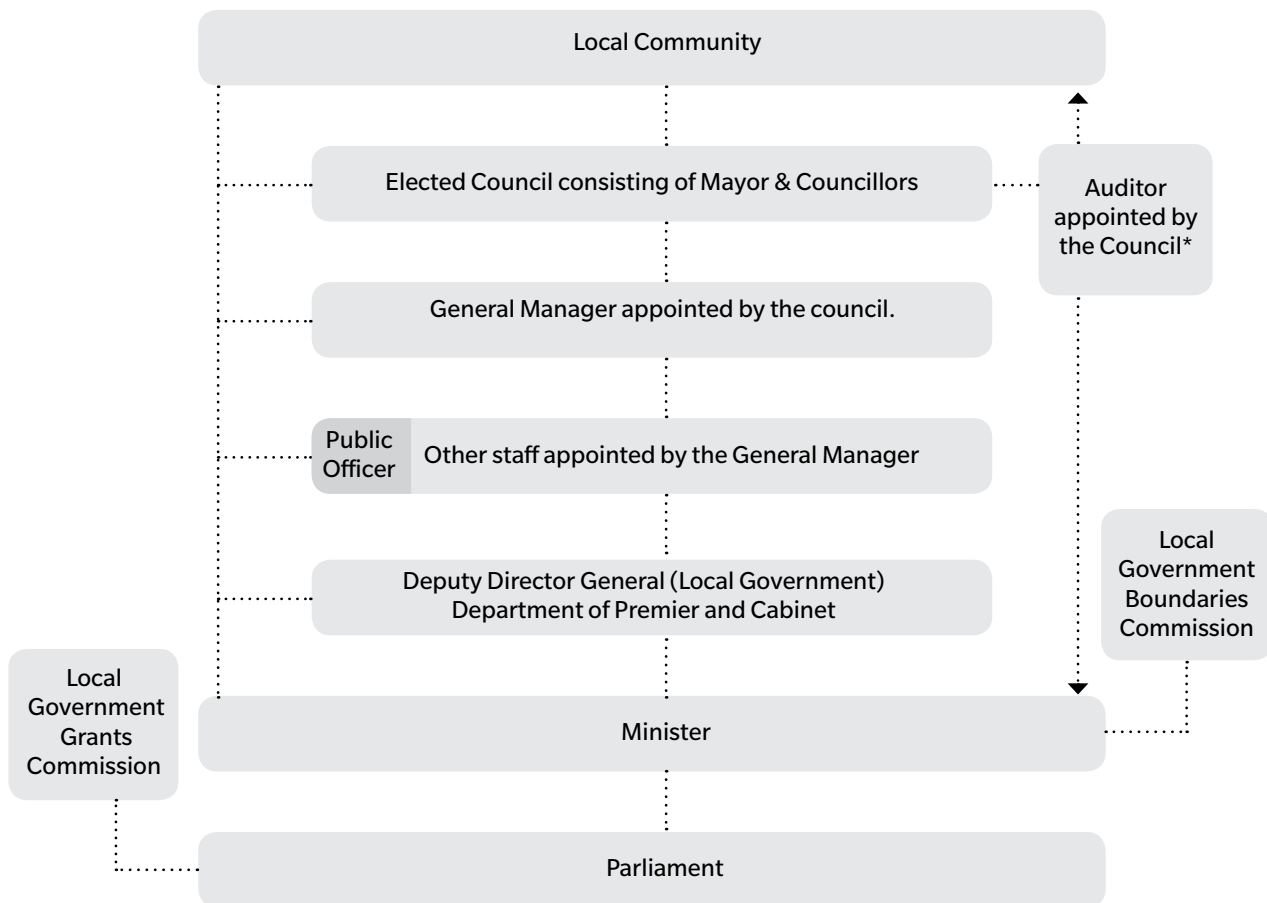 Local Community
Elected Council consisting of Mayor & Councillors
Auditor
appointed by
the Council*
General Manager appointed by the council.
Public
Officer
Other staff appointed by the General Manager
Deputy Director General (Local Government)
Department of Premier and Cabinet
Local
Government
Boundaries
Commission
Local
Government
Grants
Commission
Minister
Parliament